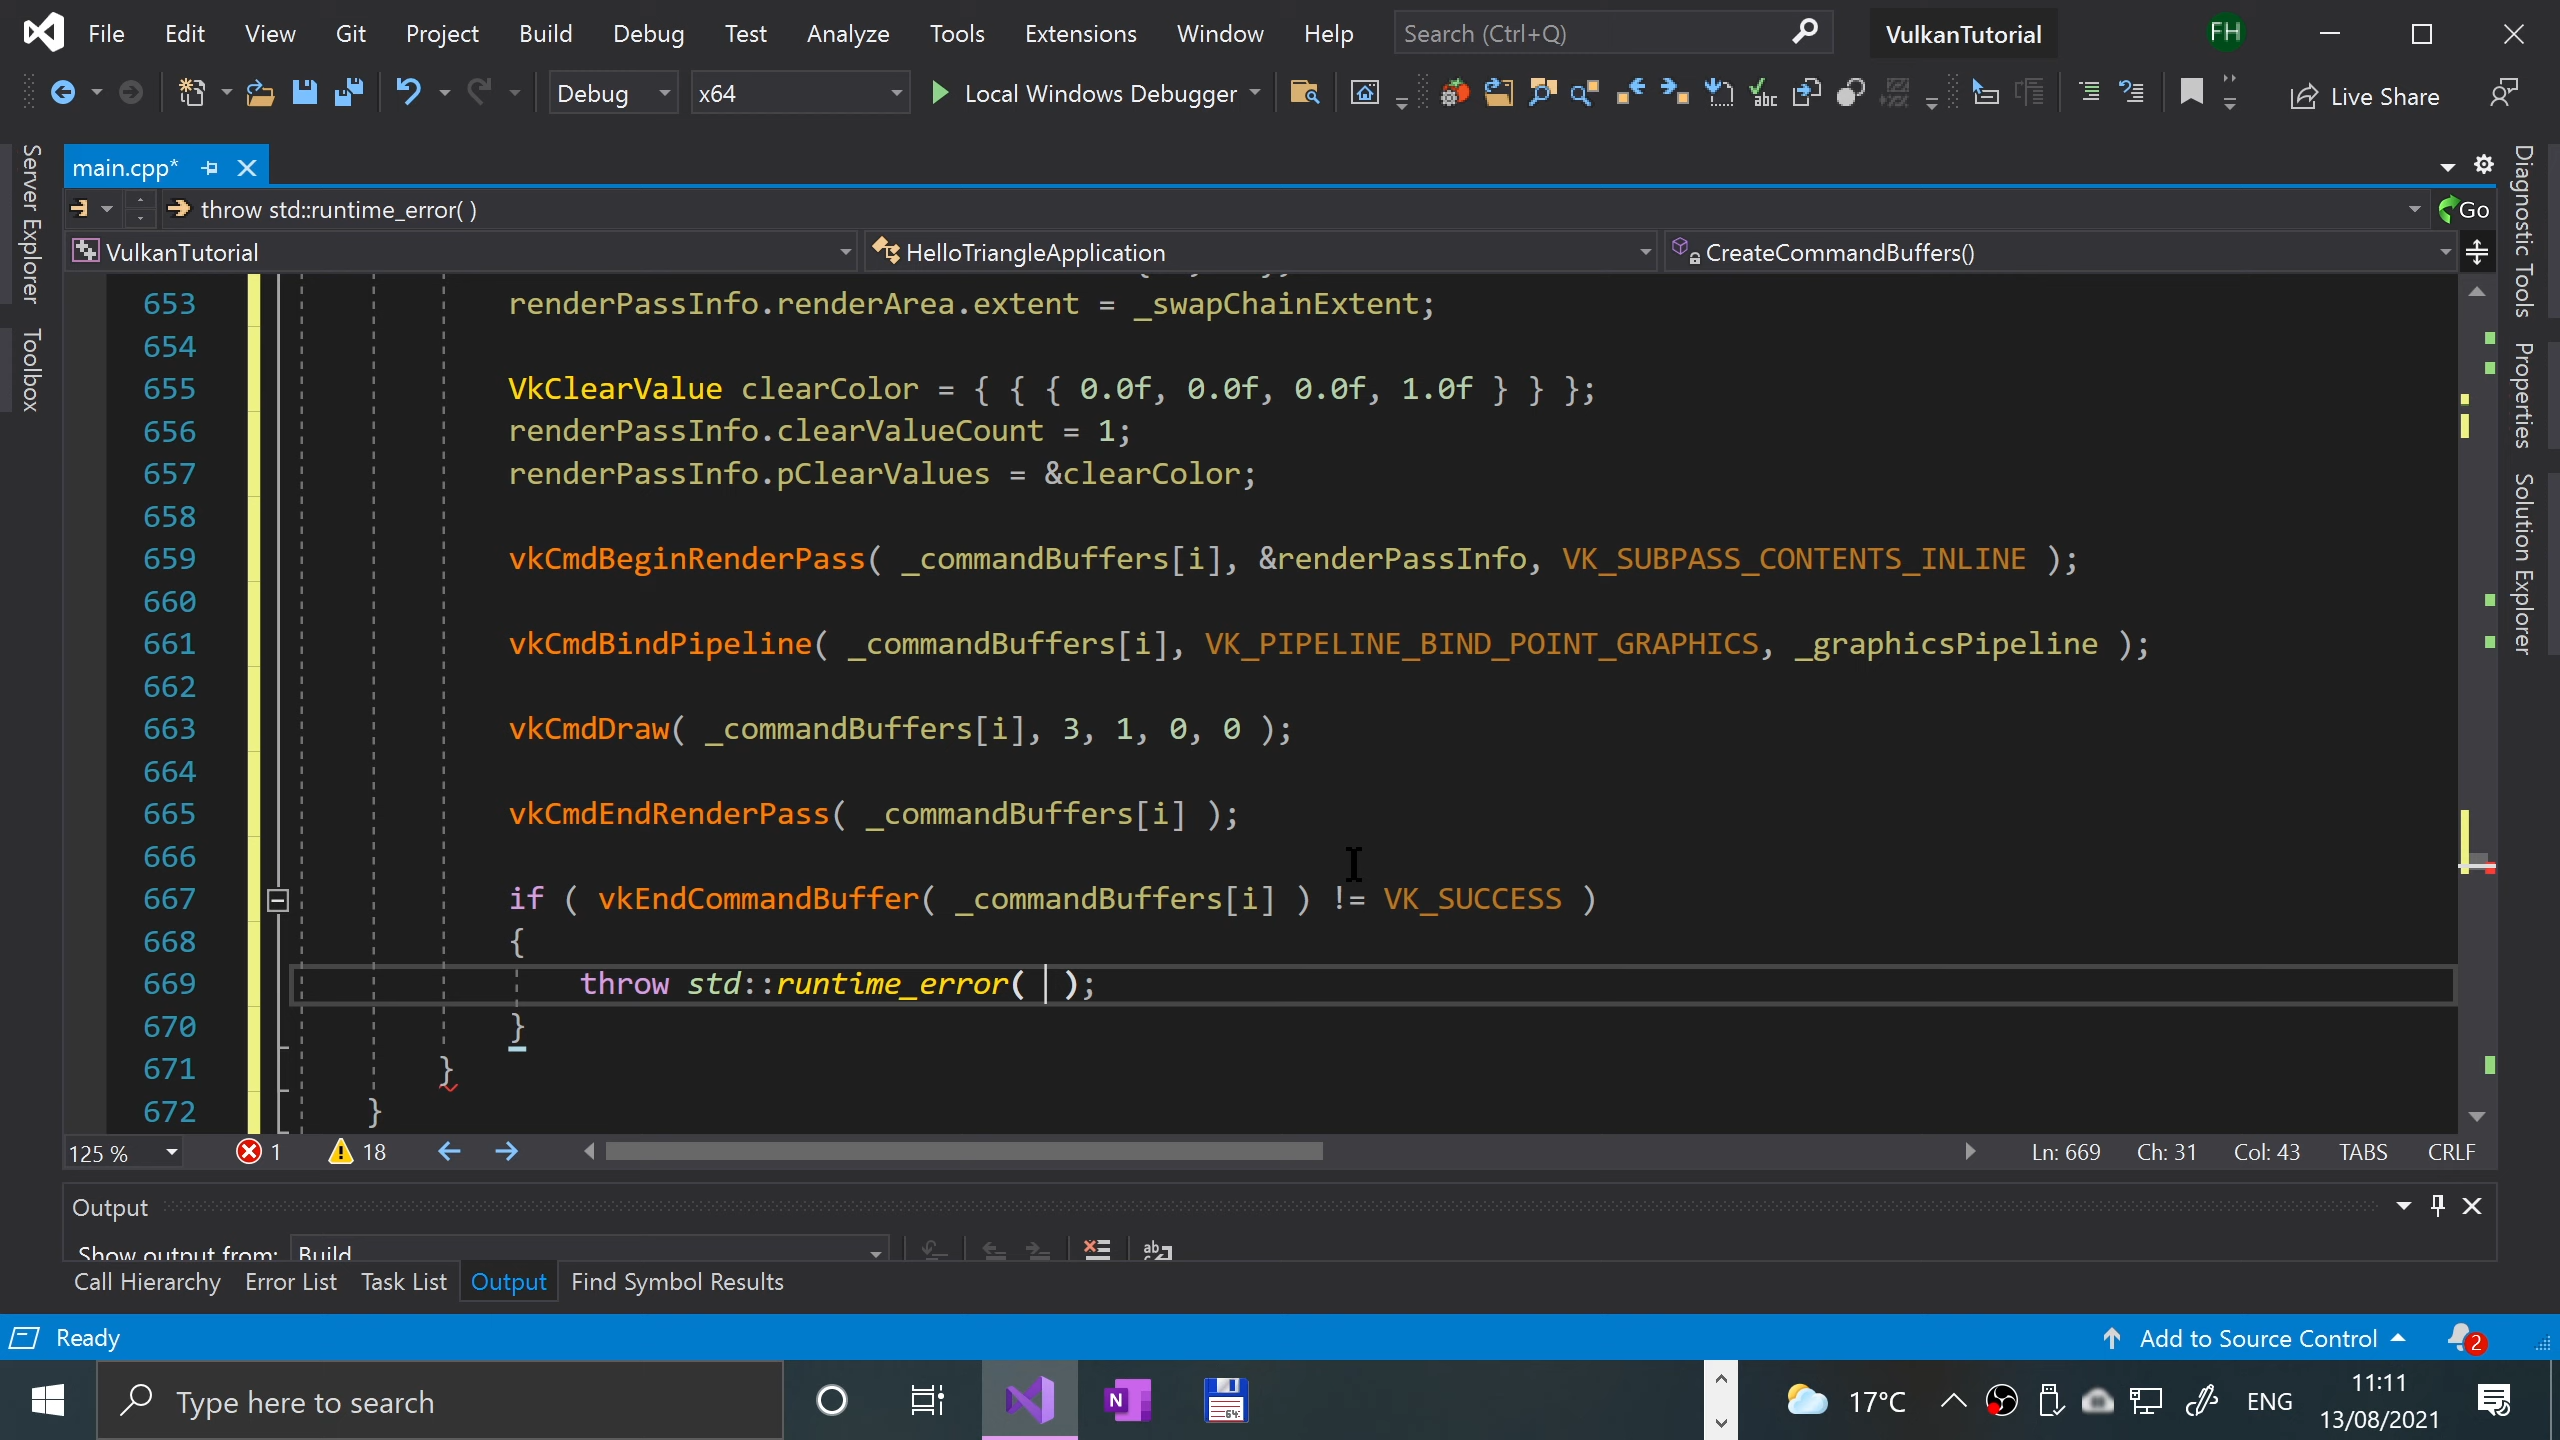 File Edit View Git Project Build Debug Test Analyze Tools Extensions Window Help Search (Ctrl+Q) VulkanTutorial FH
Debug x64 Local Windows Debugger Live Share
Server Explorer
Toolbox
main.cpp*
throw std::runtime_error( ) Go
VulkanTutorial HelloTriangleApplication CreateCommandBuffers()
653 renderPassInfo.renderArea.extent = _swapChainExtent;
654
655 VkClearValue clearColor = { { { 0.0f, 0.0f, 0.0f, 1.0f } } };
656 renderPassInfo.clearValueCount = 1;
657 renderPassInfo.pClearValues = &clearColor;
658
659 vkCmdBeginRenderPass( _commandBuffers[i], &renderPassInfo, VK_SUBPASS_CONTENTS_INLINE );
660
661 vkCmdBindPipeline( _commandBuffers[i], VK_PIPELINE_BIND_POINT_GRAPHICS, _graphicsPipeline );
662
663 vkCmdDraw( _commandBuffers[i], 3, 1, 0, 0 );
664
665 vkCmdEndRenderPass( _commandBuffers[i] );
666
667 if ( vkEndCommandBuffer( _commandBuffers[i] ) != VK_SUCCESS )
668 {
669 throw std::runtime_error( );
670 }
671 }
672 }
Diagnostic Tools
Properties
Solution Explorer
125 % 1 18 Ln: 669 Ch: 31 Col: 43 TABS CRLF
Output
Show output from: Build
Call Hierarchy Error List Task List Output Find Symbol Results
Ready Add to Source Control 2
Type here to search N 64 17°C ENG 11:11
13/08/2021